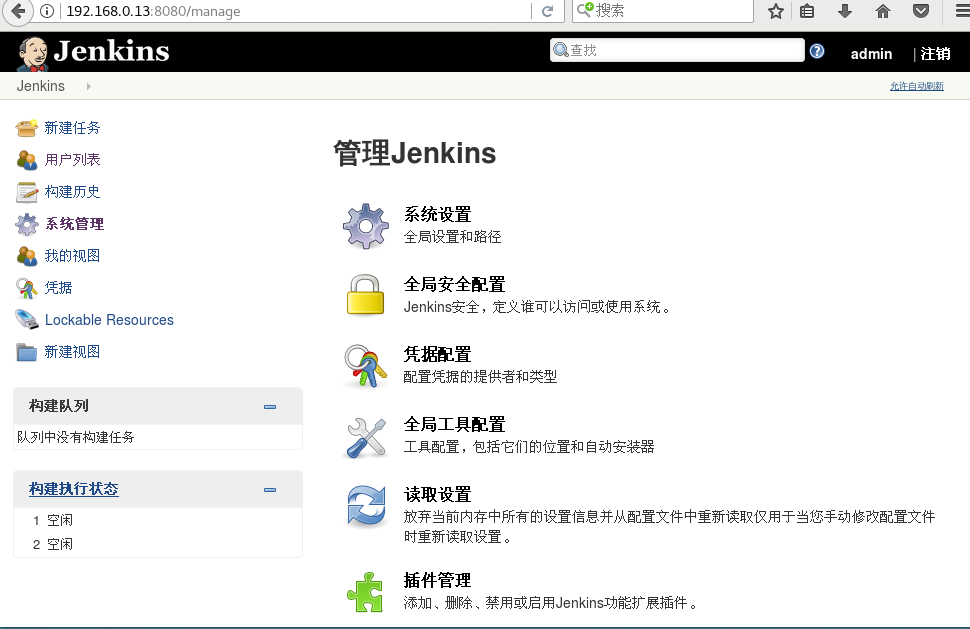 192.168.0.13:8080/manage
搜索
Jenkins
查找
admin
| 注销
Jenkins
允许自动刷新
新建任务
用户列表
构建历史
系统管理
我的视图
凭据
Lockable Resources
新建视图
构建队列
队列中没有构建任务
构建执行状态
1 空闲
2 空闲
管理Jenkins
系统设置
全局设置和路径
全局安全配置
Jenkins安全，定义谁可以访问或使用系统。
凭据配置
配置凭据的提供者和类型
全局工具配置
工具配置，包括它们的位置和自动安装器
读取设置
放弃当前内存中所有的设置信息并从配置文件中重新读取仅用于当您手动修改配置文件
时重新读取设置。
插件管理
添加、删除、禁用或启用Jenkins功能扩展插件。